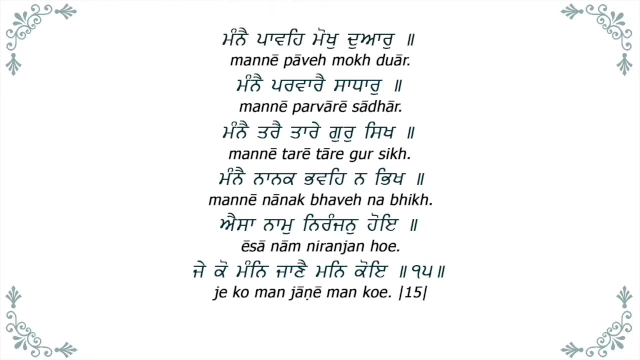 ਮੰਨੈ ਪਾਵਹਿ ਮੋਖੁ ਦੁਆਰੁ ॥
mannē pāveh mokh duār.
ਮੰਨੈ ਪਰਵਾਰੈ ਸਾਧਾਰੁ ॥
mannē parvārē sādhār.
ਮੰਨੈ ਤਰੈ ਤਾਰੇ ਗੁਰੁ ਸਿਖ ॥
mannē tarē tāre gur sikh.
ਮੰਨੈ ਨਾਨਕ ਭਵਹਿ ਨ ਭਿਖ ॥
mannē nānak bhaveh na bhikh.
ਐਸਾ ਨਾਮੁ ਨਿਰੰਜਨੁ ਹੋਇ ॥
ēsā nām niranjan hoe.
ਜੇ ਕੋ ਮੰਨਿ ਜਾਣੈ ਮਨਿ ਕੋਇ ॥੧੫॥
je ko man jāṇē man koe. |15|